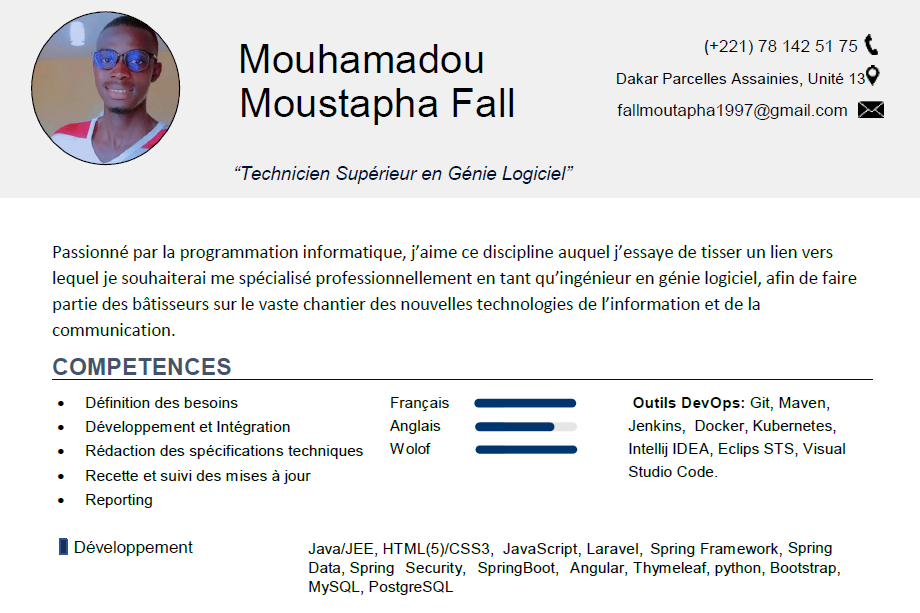 Mouhamadou
Moustapha Fall
“Technicien Supérieur en Génie Logiciel”
(+221) 78 142 51 75
Dakar Parcelles Assainies, Unité 13
fallmoutapha1997@gmail.com
Passionné par la programmation informatique, j’aime ce discipline auquel j’essaye de tisser un lien vers
lequel je souhaiterai me spécialisé professionnellement en tant qu’ingénieur en génie logiciel, afin de faire
partie des bâtisseurs sur le vaste chantier des nouvelles technologies de l’information et de la
communication.
COMPETENCES
• Définition des besoins
• Développement et Intégration
• Rédaction des spécifications techniques
• Recette et suivi des mises à jour
• Reporting
Français
Anglais
Wolof
Outils DevOps: Git, Maven,
Jenkins, Docker, Kubernetes,
Intellij IDEA, Eclips STS, Visual
Studio Code.
Développement
Java/JEE, HTML(5)/CSS3, JavaScript, Laravel, Spring Framework, Spring
Data, Spring Security, SpringBoot, Angular, Thymeleaf, python, Bootstrap,
MySQL, PostgreSQL